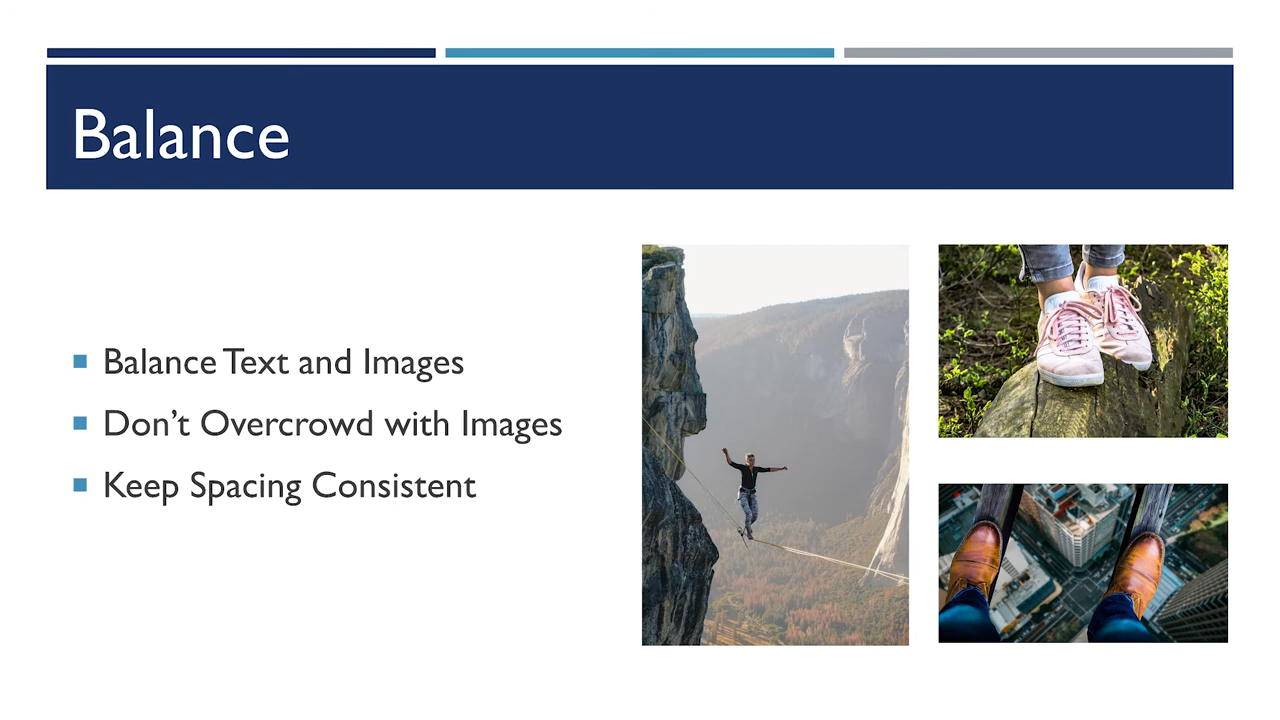 Balance
Balance Text and Images
Don’t Overcrowd with Images
Keep Spacing Consistent